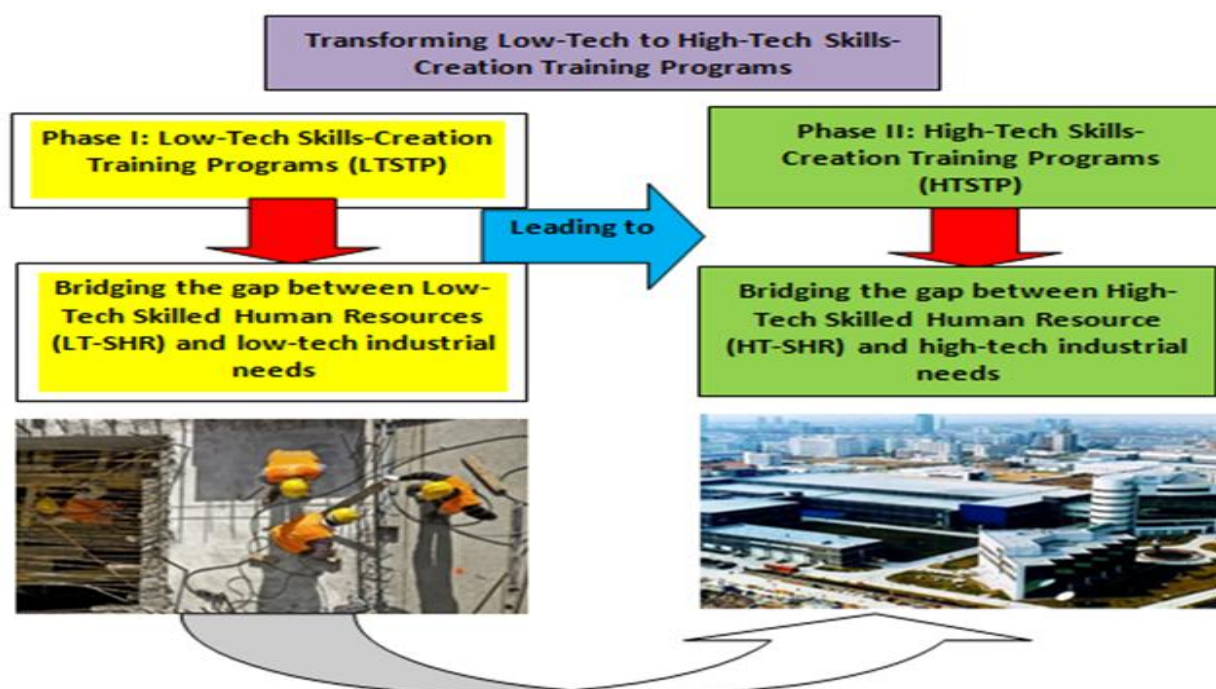 Transforming Low-Tech to High-Tech Skills-
Creation Training Programs
Phase I: Low-Tech Skills-Creation
Training Programs (LTSTP)
Phase II: High-Tech Skills-
Creation Training Programs
(HTSTP)
Leading to
Bridging the gap between Low-
Tech Skilled Human Resources
(LT-SHR) and low-tech industrial
needs
Bridging the gap between High-
Tech Skilled Human Resource
(HT-SHR) and high-tech industrial
needs